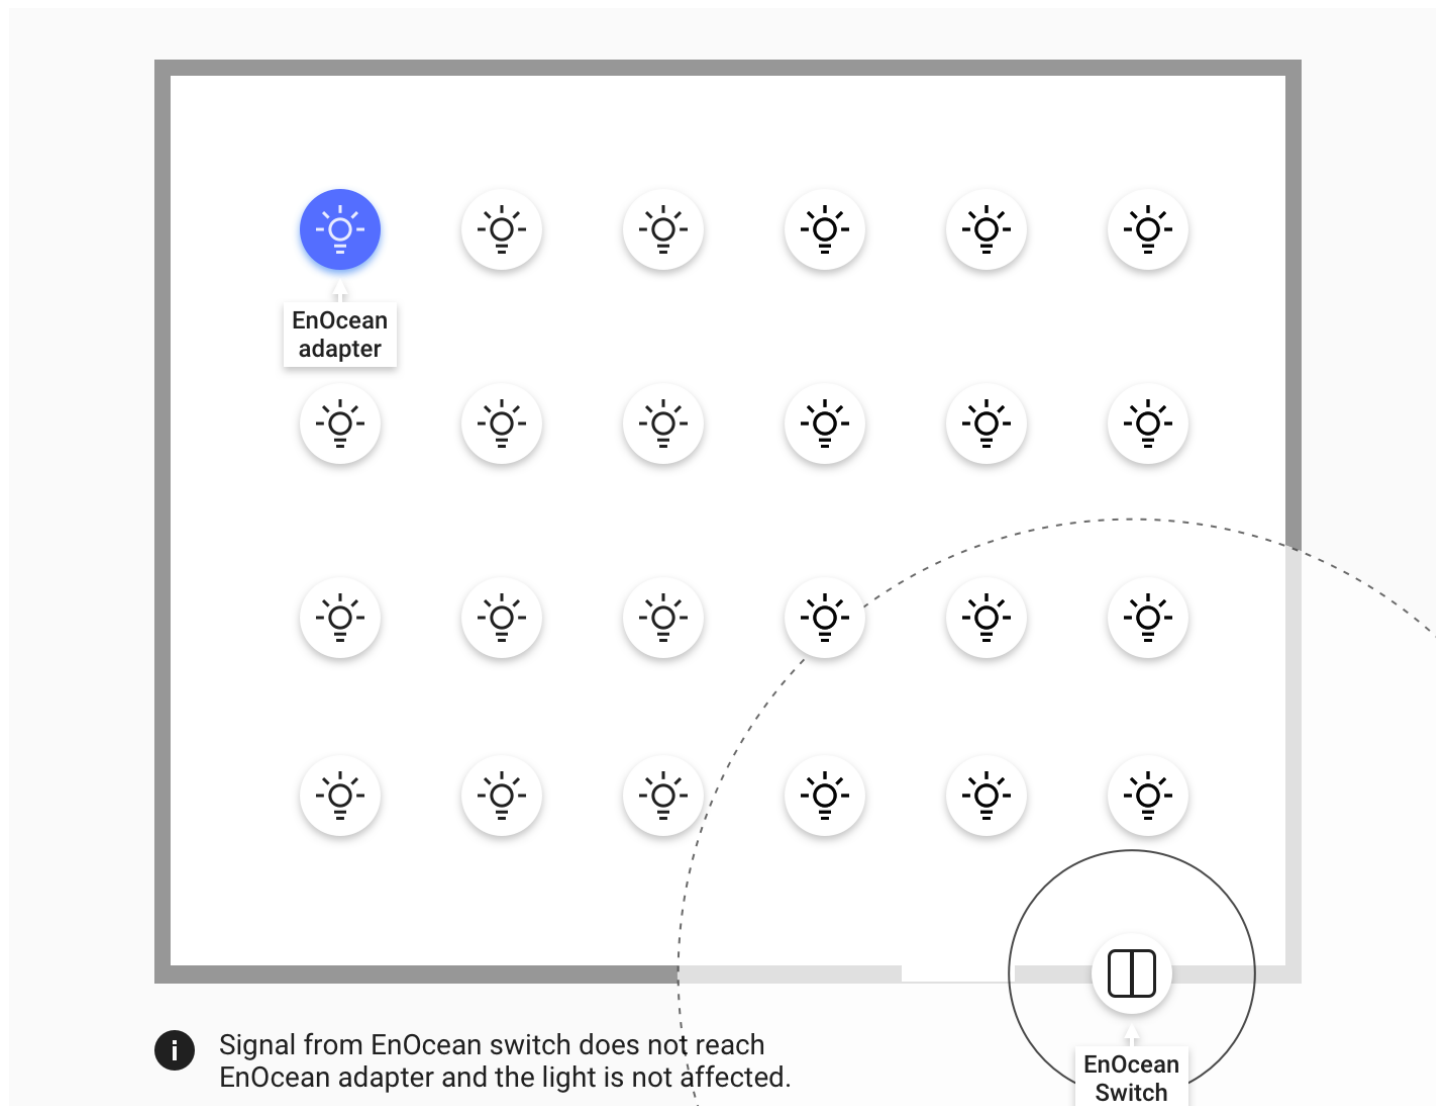 EnOcean
adapter
i
Signal from EnOcean switch does not reach
EnOcean adapter and the light is not affected.
EnOcean
Switch